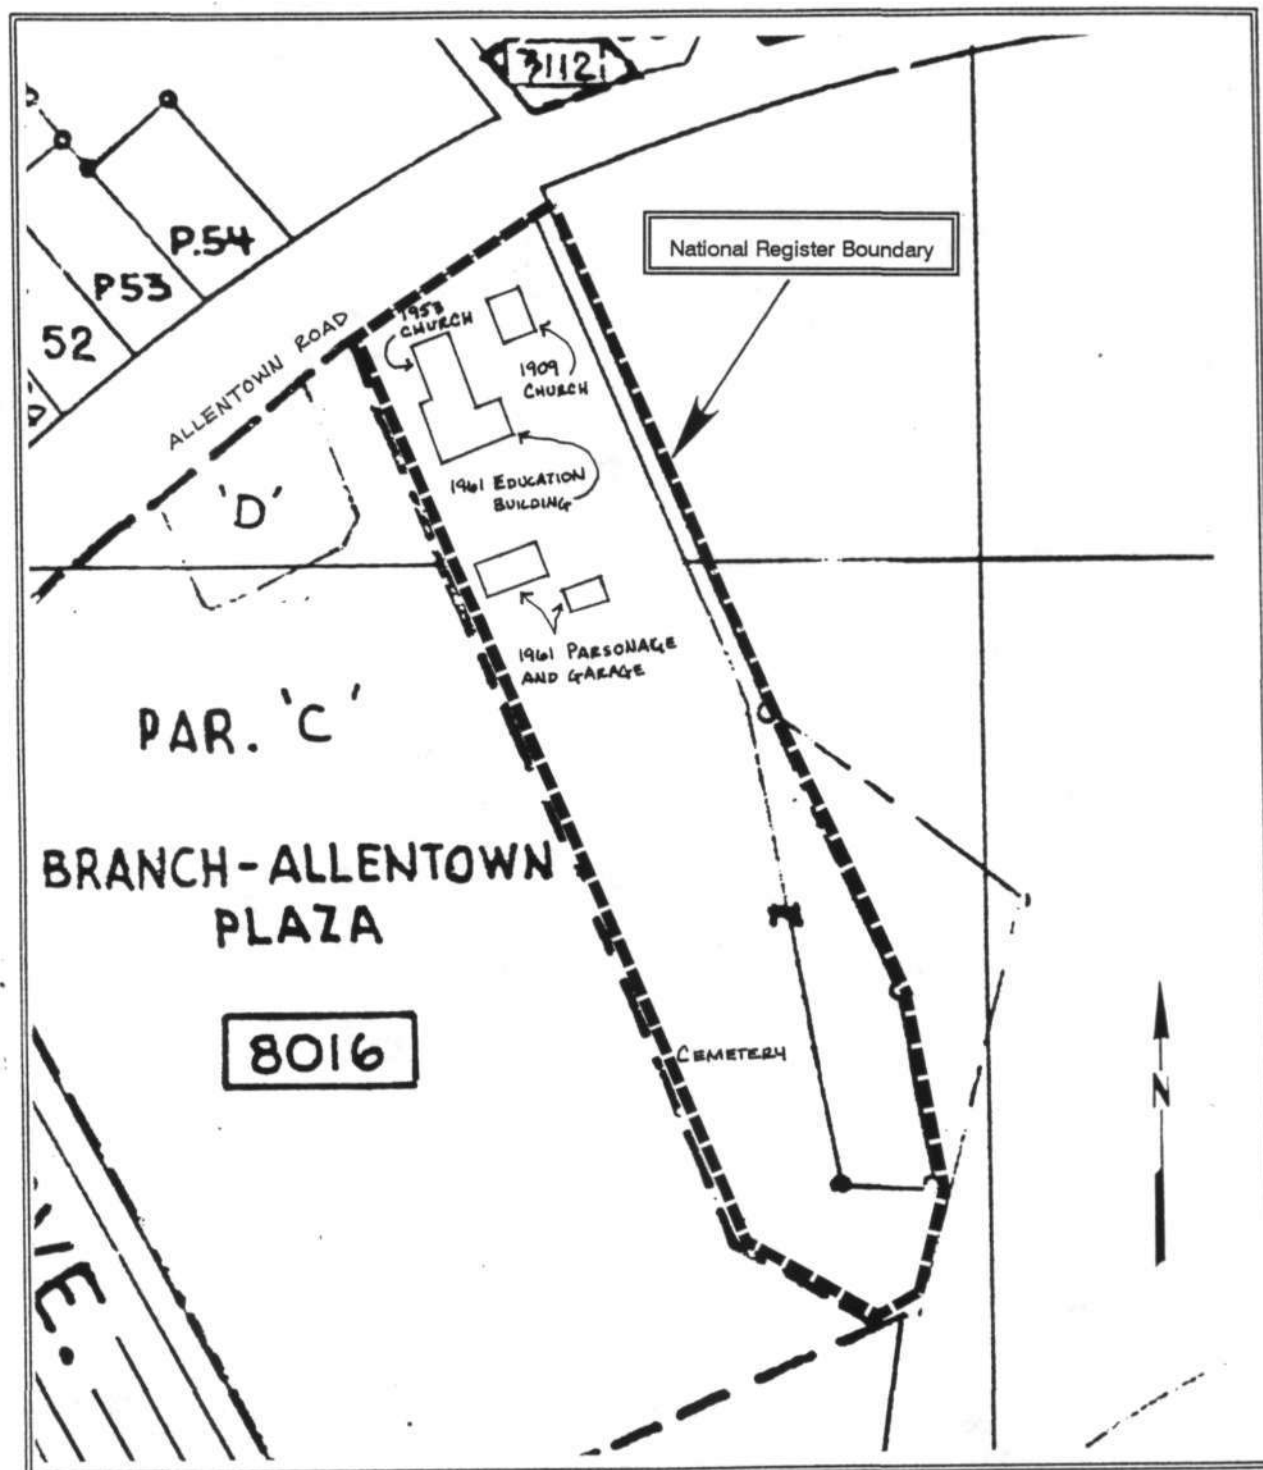 3112
P.54
P53
52
National Register Boundary
ALLENTOWN ROAD
1953
CHURCH
1909
CHURCH
'D'
1961 EDUCATION
BUILDING
1961 PARSONAGE
AND GARAGE
PAR. 'C'
BRANCH-ALLENTOWN
PLAZA
8016
CEMETERY
N
VE.